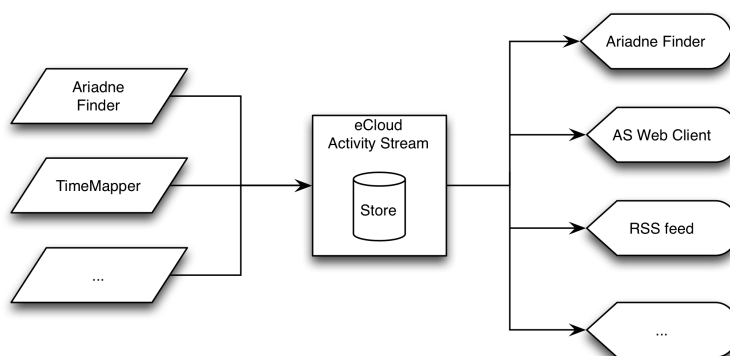 Ariadne
Finder
TimeMapper
...
eCloud
Activity Stream
Store
Ariadne Finder
AS Web Client
RSS feed
...